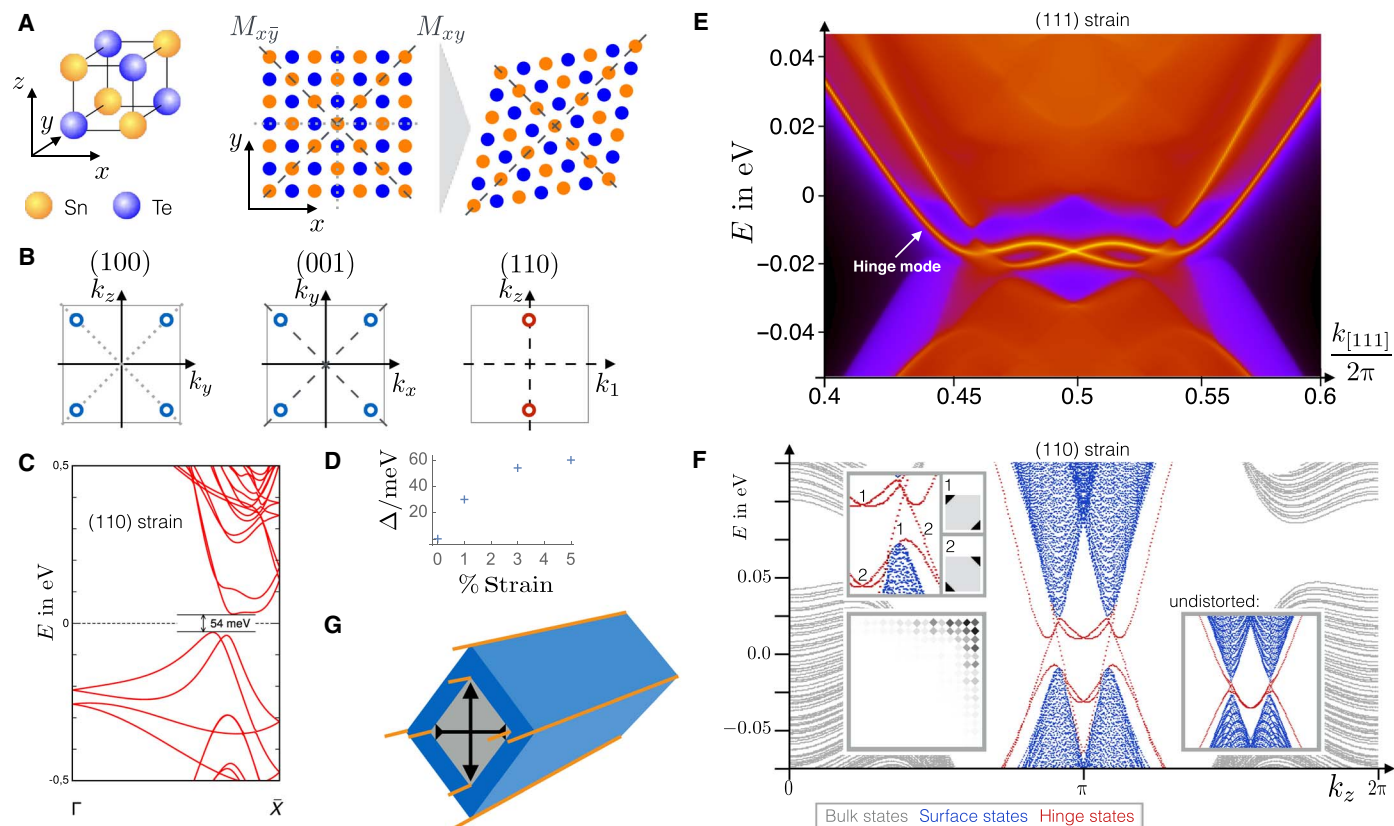 A
z
y
x
Sn
Te
M_{x\bar{y}}
M_{xy}
y
x
B
(100)
k_z
k_y
(001)
k_y
k_x
(110)
k_z
k_1
C
0,5
(110) strain
E in eV
0
54 meV
-0,5
Γ
X̄
D
Δ/meV
60
40
20
0
1
3
5
% Strain
G
E
(111) strain
E in eV
0.04
0.02
0
−0.02
−0.04
Hinge mode
0.4
0.45
0.5
0.55
0.6
k_{[111]}
2π
F
(110) strain
E in eV
0.05
0.0
−0.05
1
1
2
2
1
2
undistorted:
0
π
k_z
2π
Bulk states Surface states Hinge states